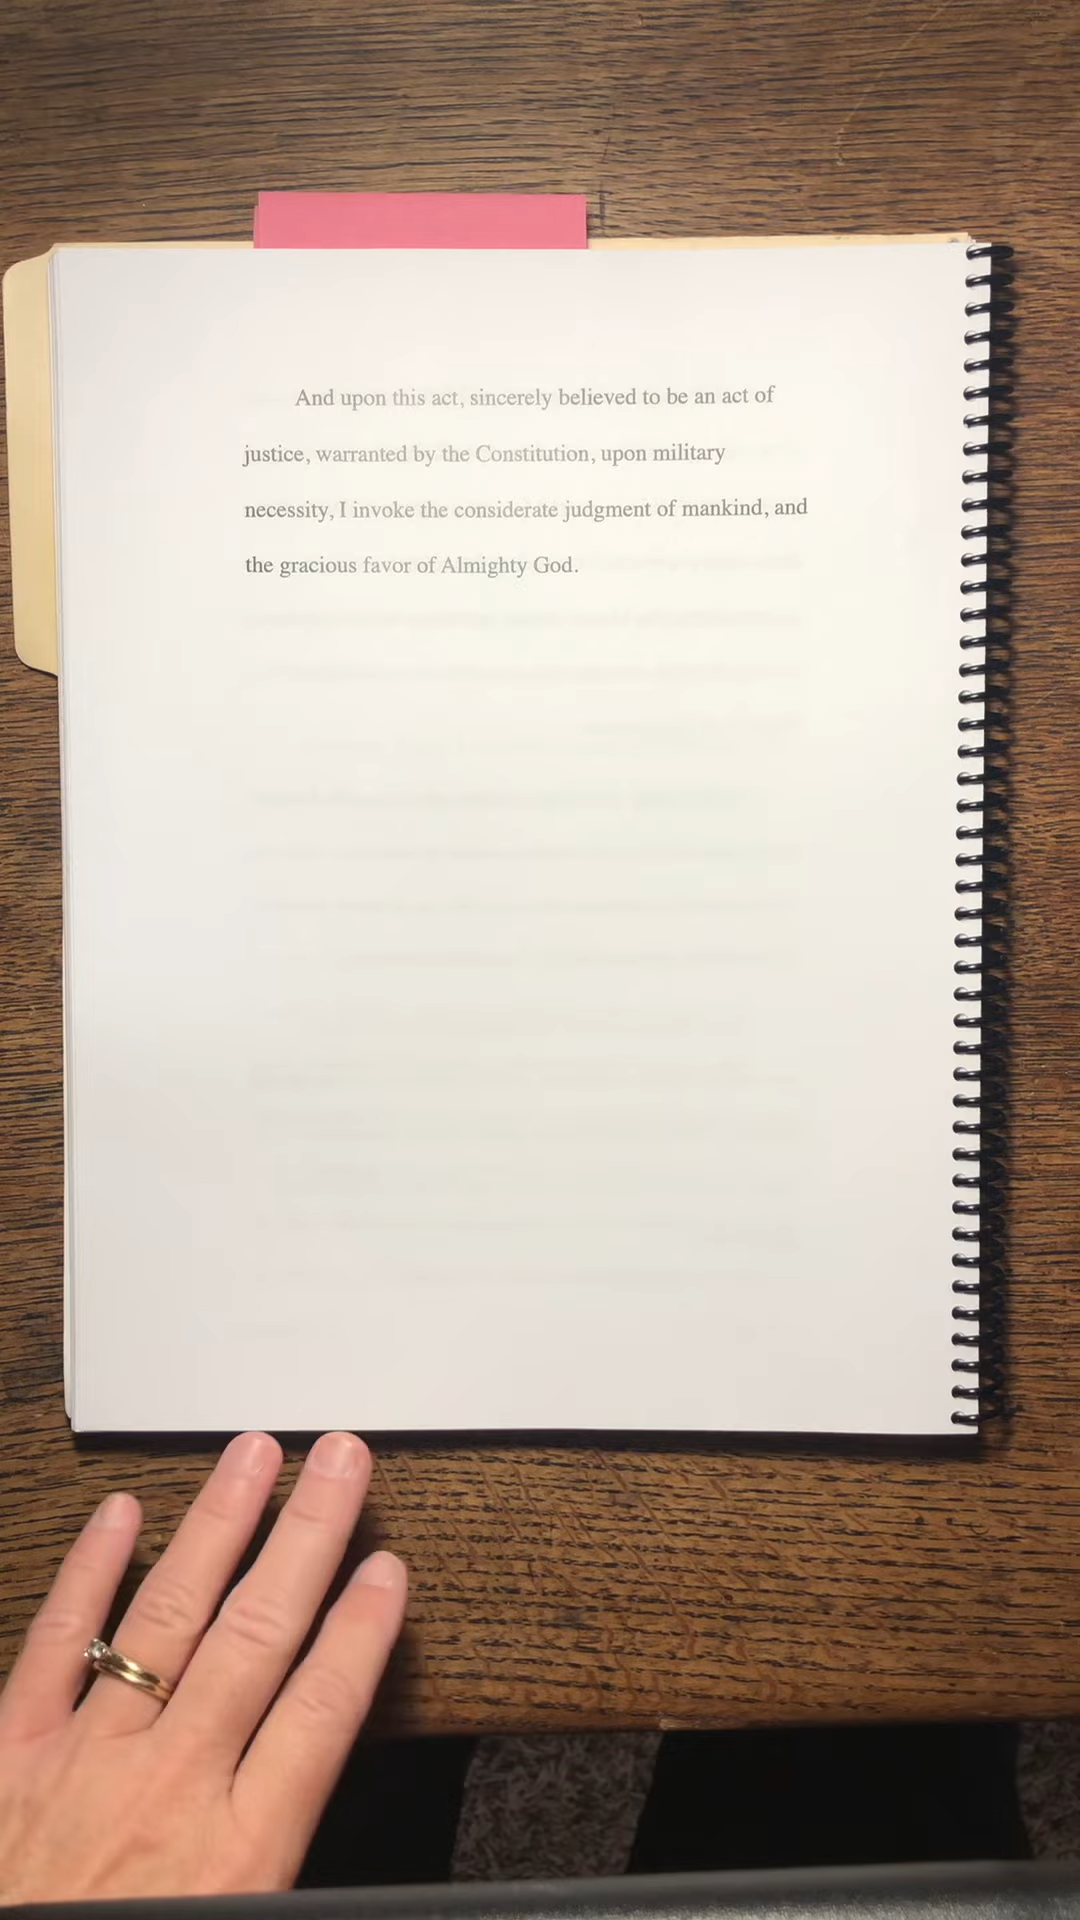 And upon this act, sincerely believed to be an act of
justice, warranted by the Constitution, upon military
necessity, I invoke the considerate judgment of mankind, and
the gracious favor of Almighty God.